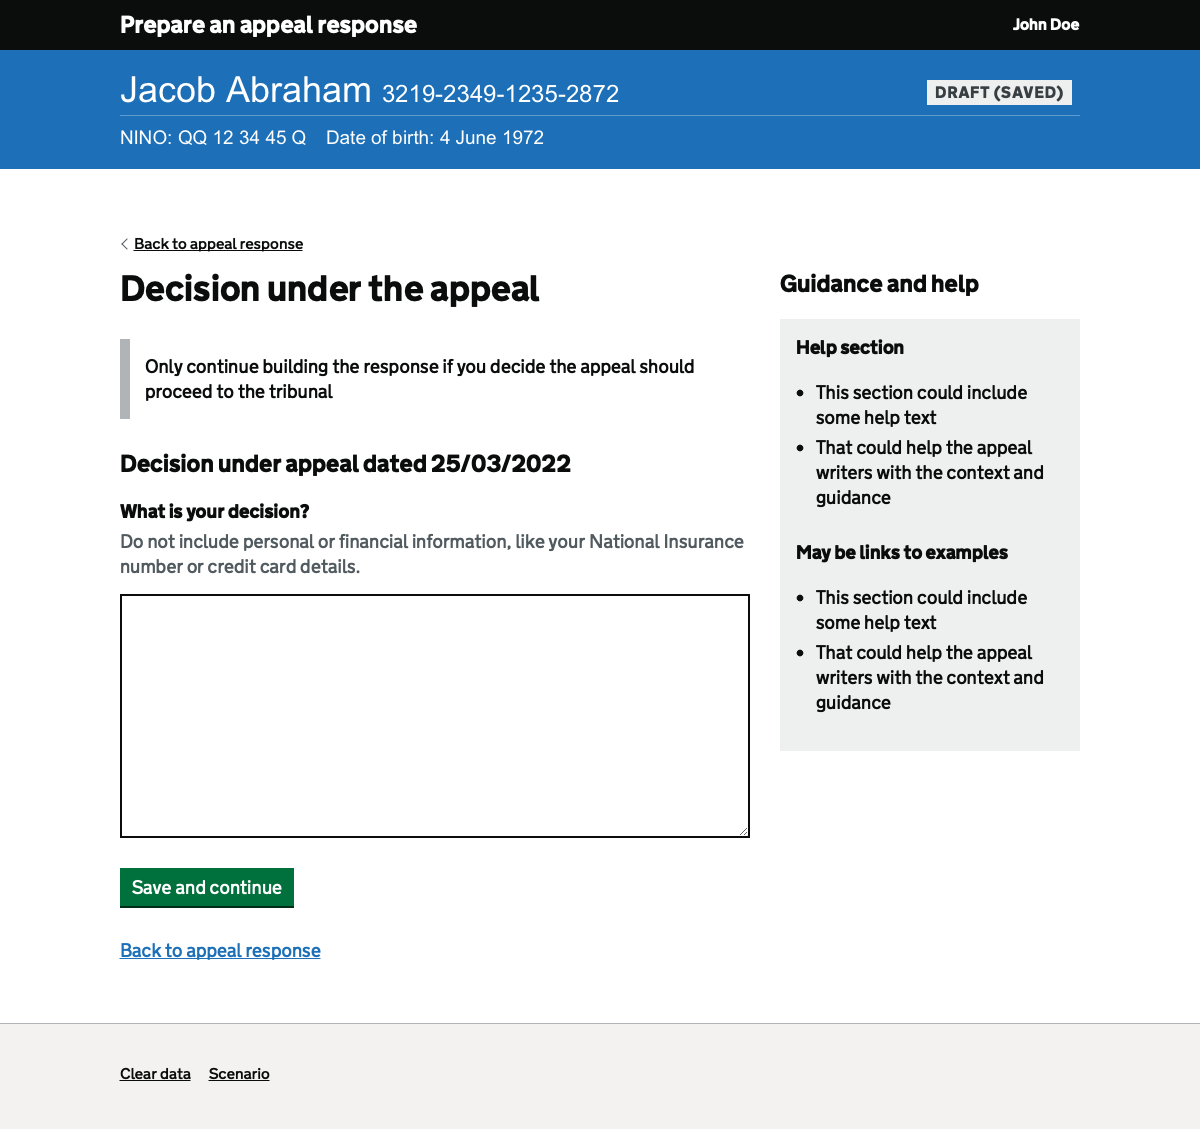 Prepare an appeal response
John Doe
Jacob Abraham 3219-2349-1235-2872
DRAFT (SAVED)
NINO: QQ 12 34 45 Q Date of birth: 4 June 1972
Back to appeal response
Decision under the appeal
Only continue building the response if you decide the appeal should
proceed to the tribunal
Decision under appeal dated 25/03/2022
What is your decision?
Do not include personal or financial information, like your National Insurance
number or credit card details.
Save and continue
Back to appeal response
Guidance and help
Help section
• This section could include
some help text
• That could help the appeal
writers with the context and
guidance
May be links to examples
• This section could include
some help text
• That could help the appeal
writers with the context and
guidance
Clear data Scenario